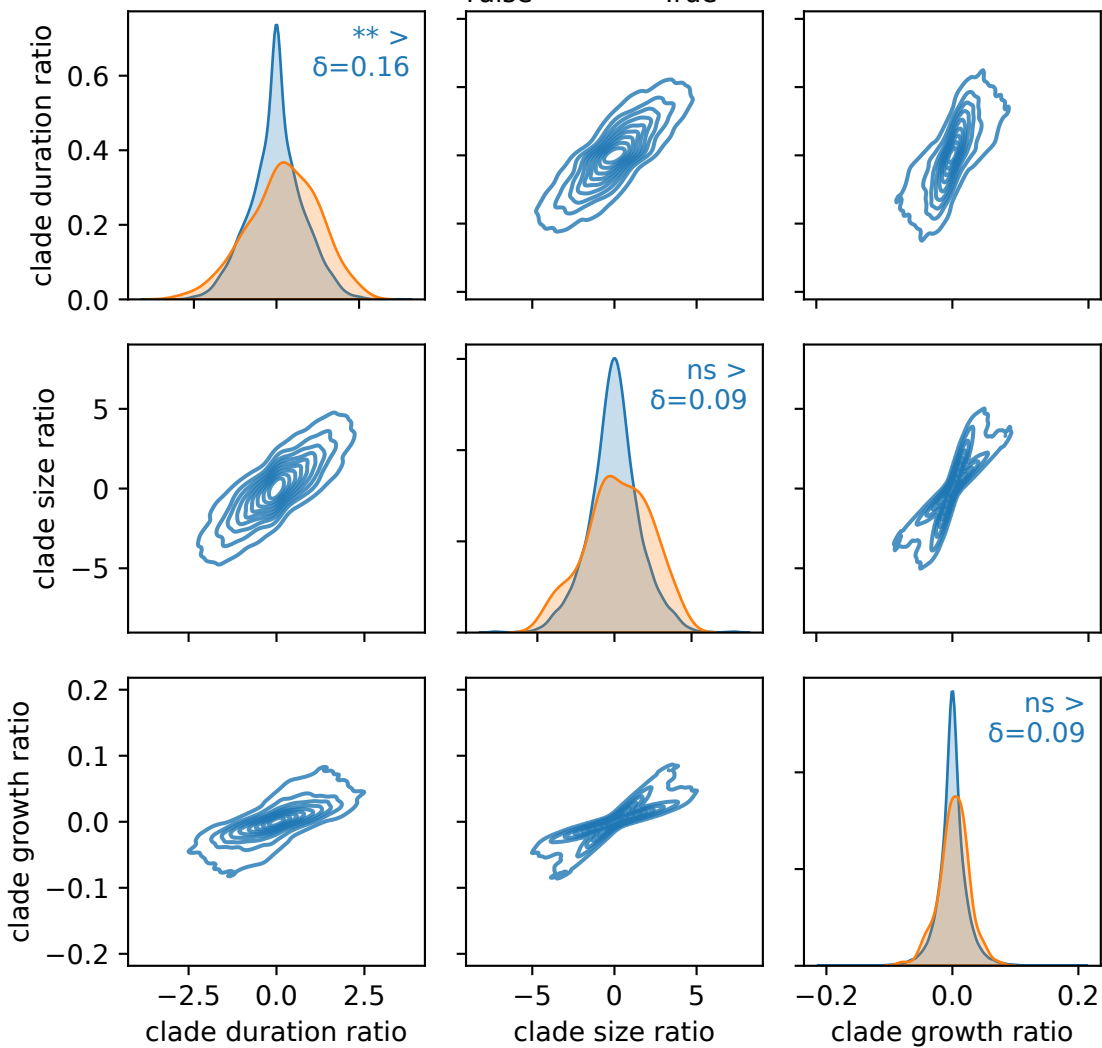 clade duration ratio
0.6
0.4
0.2
0.0
** >
δ=0.16
clade size ratio
5
0
−5
ns >
δ=0.09
clade growth ratio
0.2
0.1
0.0
−0.1
−0.2
ns >
δ=0.09
−2.5 0.0 2.5
clade duration ratio
−5 0 5
clade size ratio
−0.2 0.0 0.2
clade growth ratio